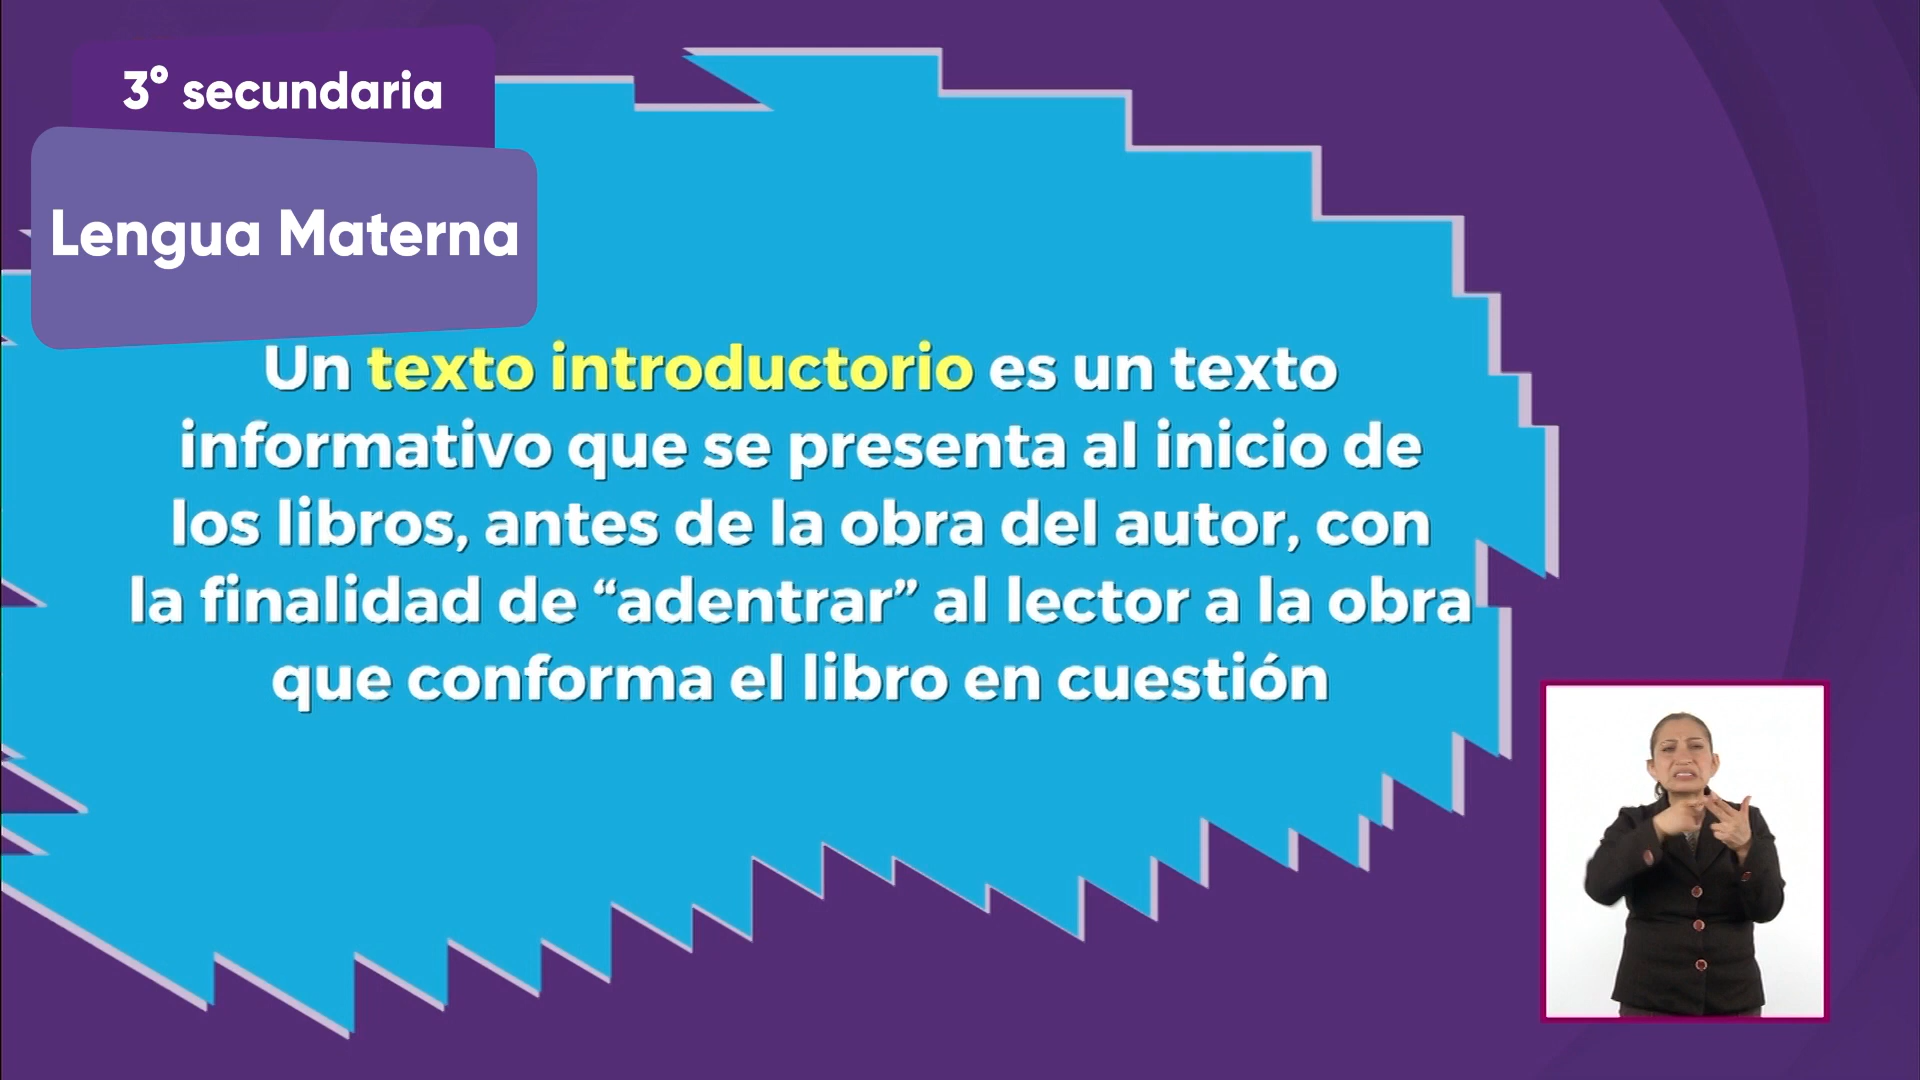 3° secundaria
Lengua Materna
Un texto introductorio es un texto
informativo que se presenta al inicio de
los libros, antes de la obra del autor, con
la finalidad de “adentrar” al lector a la obra
que conforma el libro en cuestión